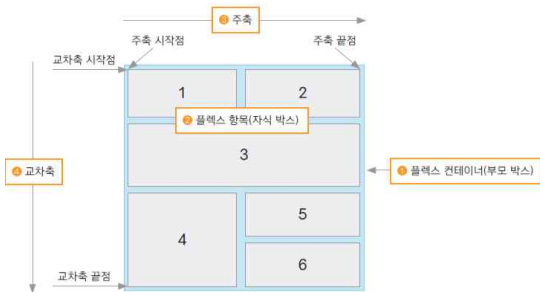 ❸ 주축
주축 시작점
주축 끝점
교차축 시작점
1
2
❷ 플렉스 항목(자식 박스)
3
❹ 교차축
❶ 플렉스 컨테이너(부모 박스)
4
5
6
교차축 끝점